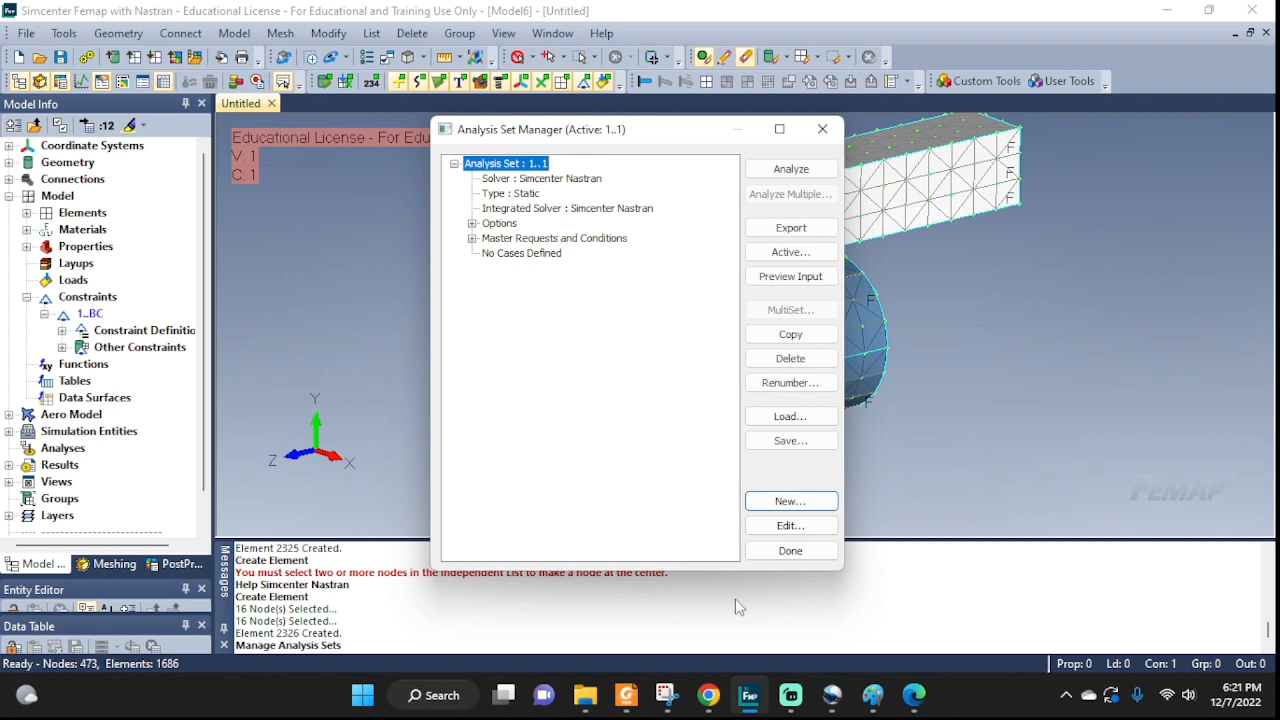 Simcenter Femap with Nastran - Educational License - For Educational and Training Use Only - [Model6] - [Untitled]
File Tools Geometry Connect Model Mesh Modify List Delete Group View Window Help
234
Custom Tools User Tools
Model Info
Untitled
:12
Coordinate Systems
Geometry
Connections
Model
Elements
Materials
Properties
Layups
Loads
Constraints
1..BC
Constraint Definitio
Other Constraints
Functions
Tables
Data Surfaces
Aero Model
Simulation Entities
Analyses
Results
Views
Groups
Layers
Model ... Meshing PostPr...
Entity Editor
Data Table
Educational License - For Edu
V: 1
C: 1
Y
Z
X
F
F
F
F
F
FEMAP
Analysis Set Manager (Active: 1..1)
Analysis Set : 1..1
Solver : Simcenter Nastran
Type : Static
Integrated Solver : Simcenter Nastran
Options
Master Requests and Conditions
No Cases Defined
Analyze
Analyze Multiple...
Export
Active...
Preview Input
MultiSet...
Copy
Delete
Renumber...
Load...
Save...
New...
Edit...
Done
Messages
Element 2325 Created.
Create Element
You must select two or more nodes in the Independent List to make a node at the center.
Help Simcenter Nastran
Create Element
16 Node(s) Selected...
16 Node(s) Selected...
Element 2326 Created.
Manage Analysis Sets
Ready - Nodes: 473, Elements: 1686
Prop: 0 Ld: 0 Con: 1 Grp: 0 Out: 0
Search
6:21 PM
12/7/2022